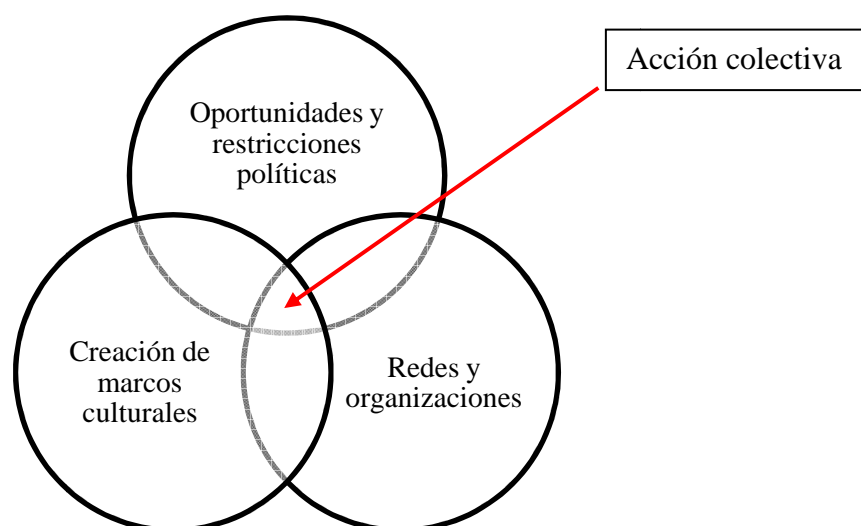 Acción colectiva
Oportunidades y
restricciones
políticas
Creación de
marcos
culturales
Redes y
organizaciones